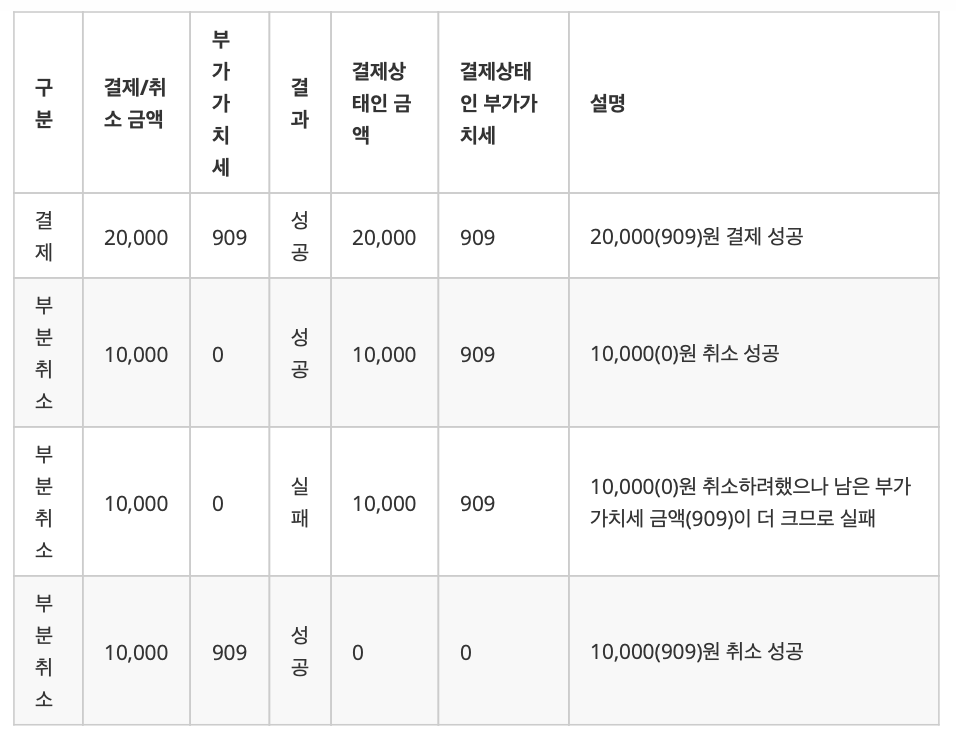 구분 | 결제/취소 금액 | 부가가치세 | 결과 | 결제상태인 금액 | 결제상태인 부가가치세 | 설명
결제 | 20,000 | 909 | 성공 | 20,000 | 909 | 20,000(909)원 결제 성공
부분취소 | 10,000 | 0 | 성공 | 10,000 | 909 | 10,000(0)원 취소 성공
부분취소 | 10,000 | 0 | 실패 | 10,000 | 909 | 10,000(0)원 취소하려했으나 남은 부가가치세 금액(909)이 더 크므로 실패
부분취소 | 10,000 | 909 | 성공 | 0 | 0 | 10,000(909)원 취소 성공